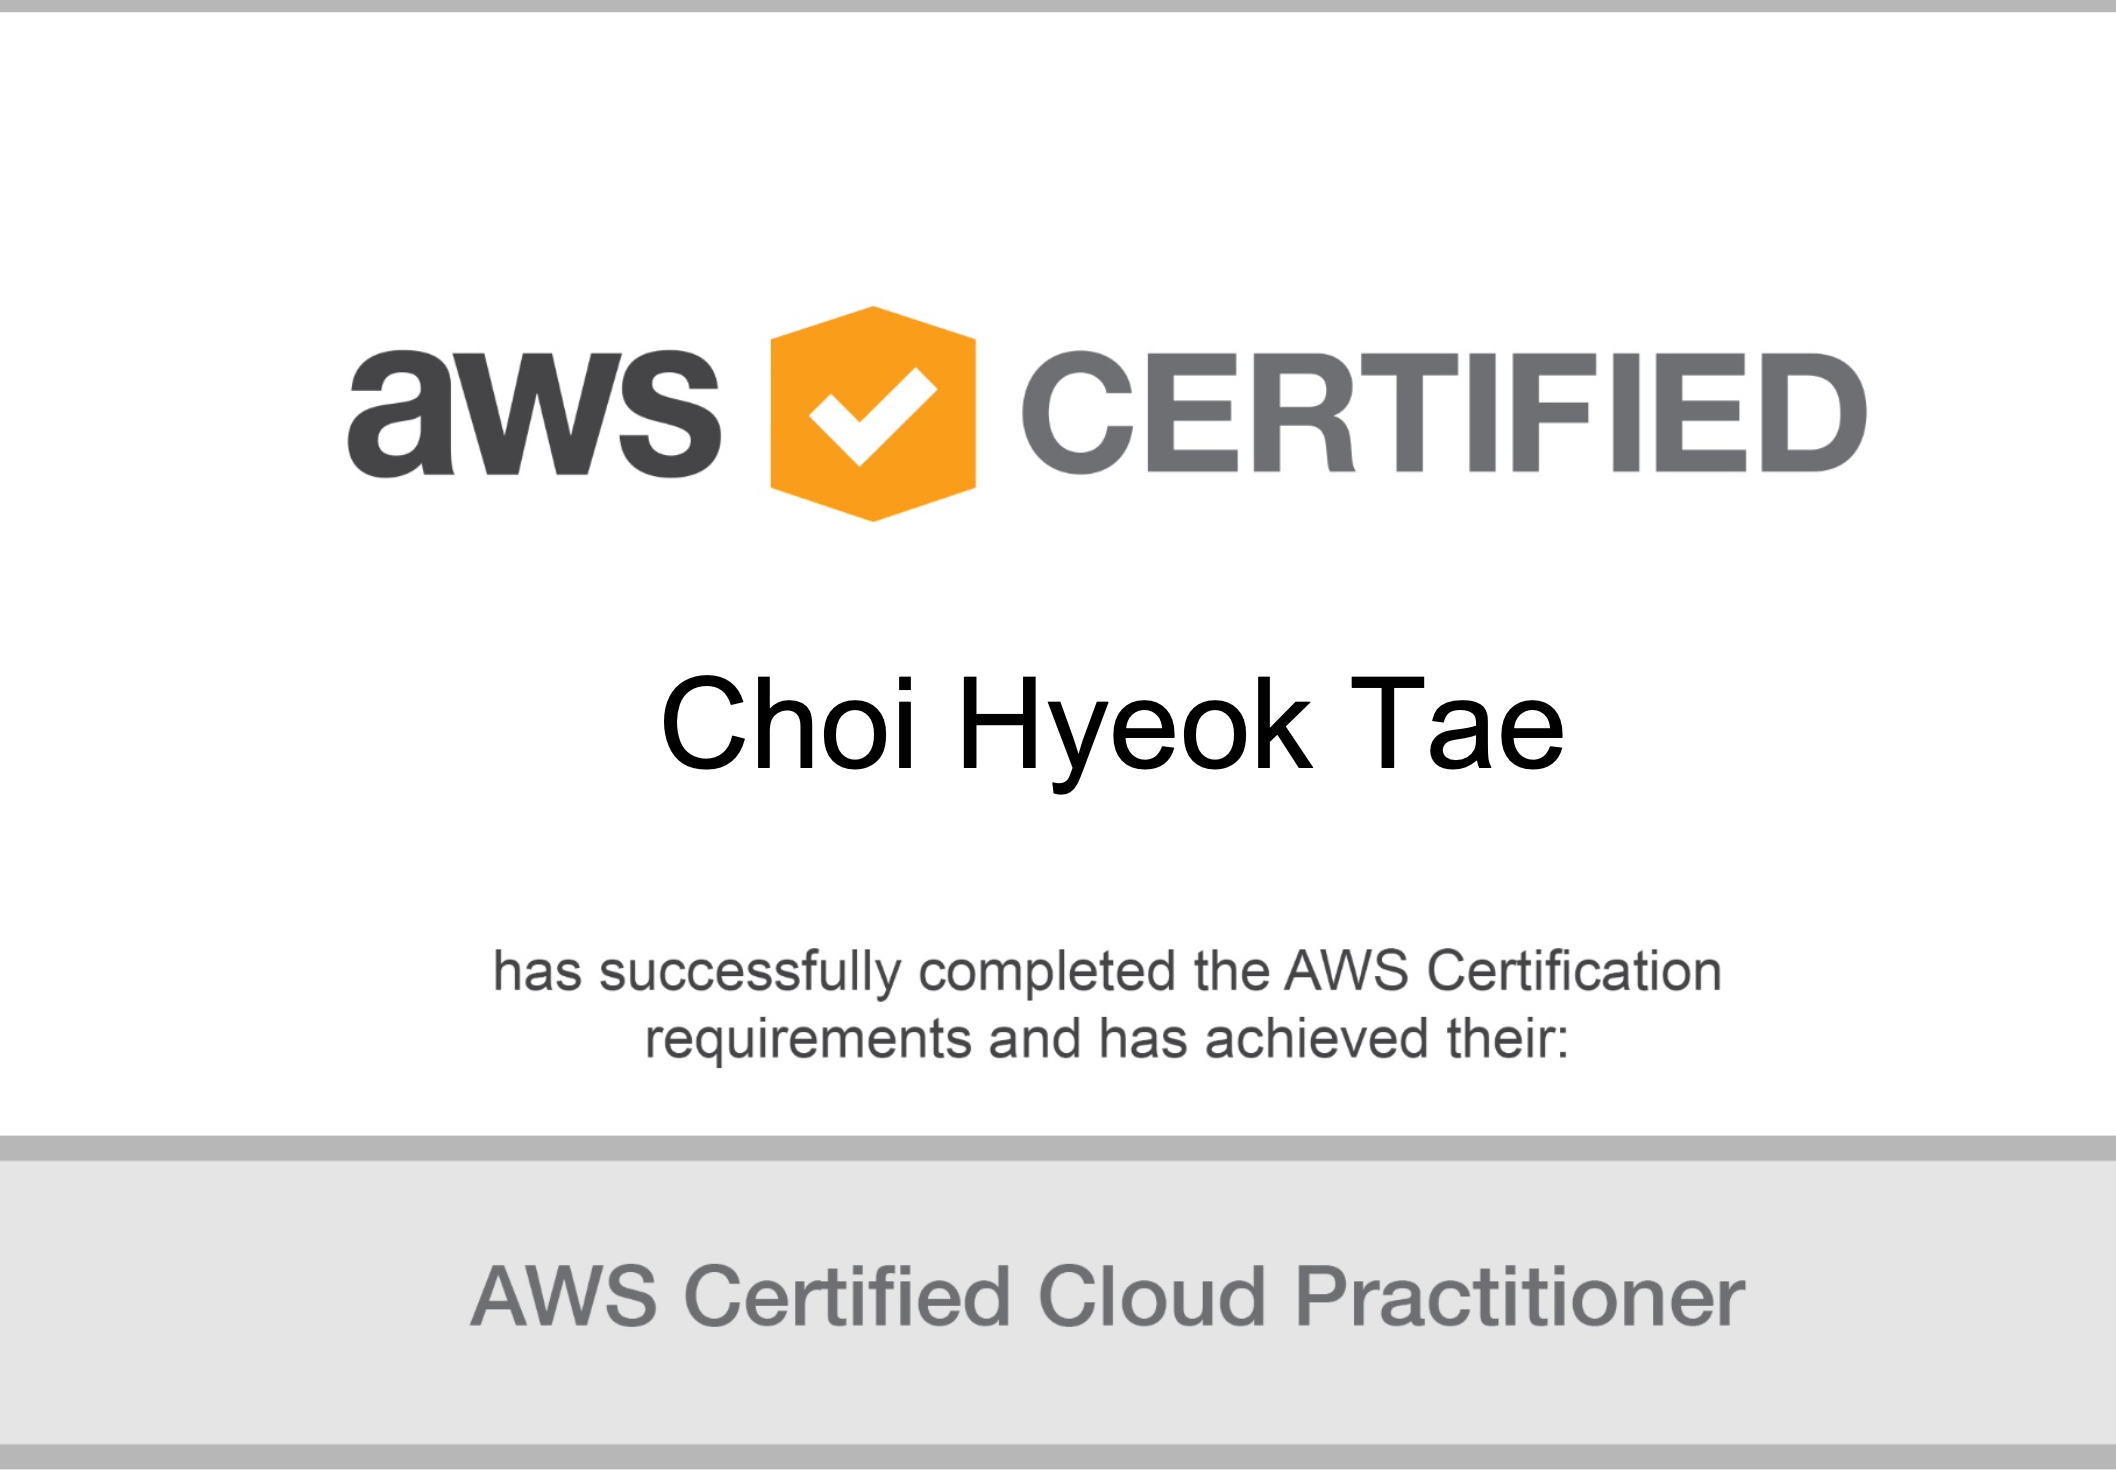 aws CERTIFIED
Choi Hyeok Tae
has successfully completed the AWS Certification
requirements and has achieved their:
AWS Certified Cloud Practitioner